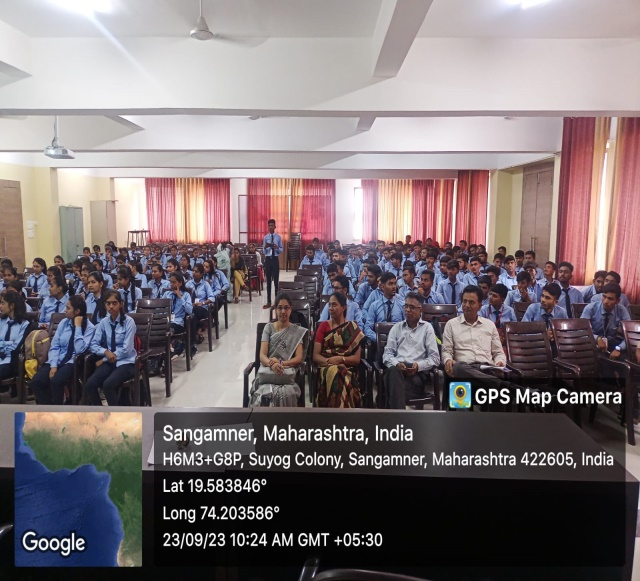 GPS Map Camera
Sangamner, Maharashtra, India
H6M3+G8P, Suyog Colony, Sangamner, Maharashtra 422605, India
Lat 19.583846°
Long 74.203586°
23/09/23 10:24 AM GMT +05:30
Google